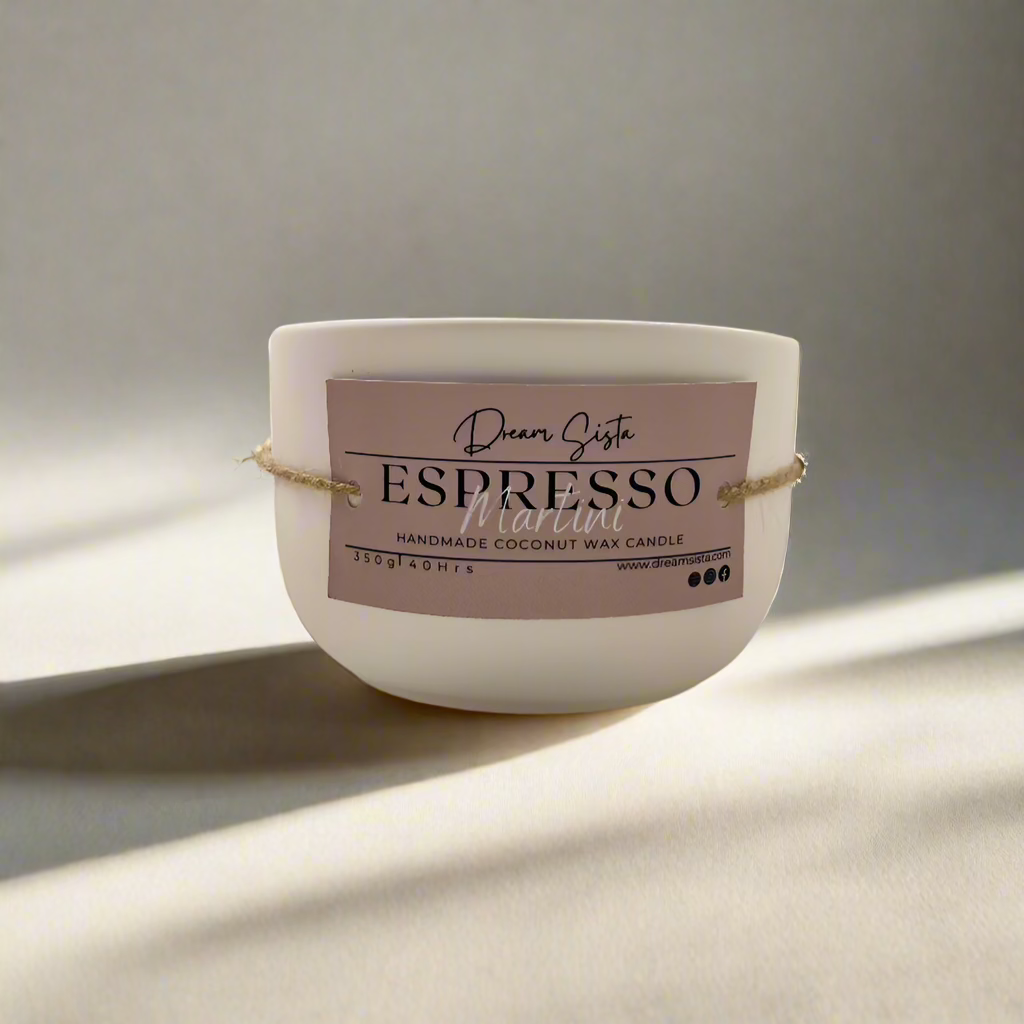 Dream Sista
ESPRESSO
Martini
HANDMADE COCONUT WAX CANDLE
350g|40Hrs
www.dreamsista.com